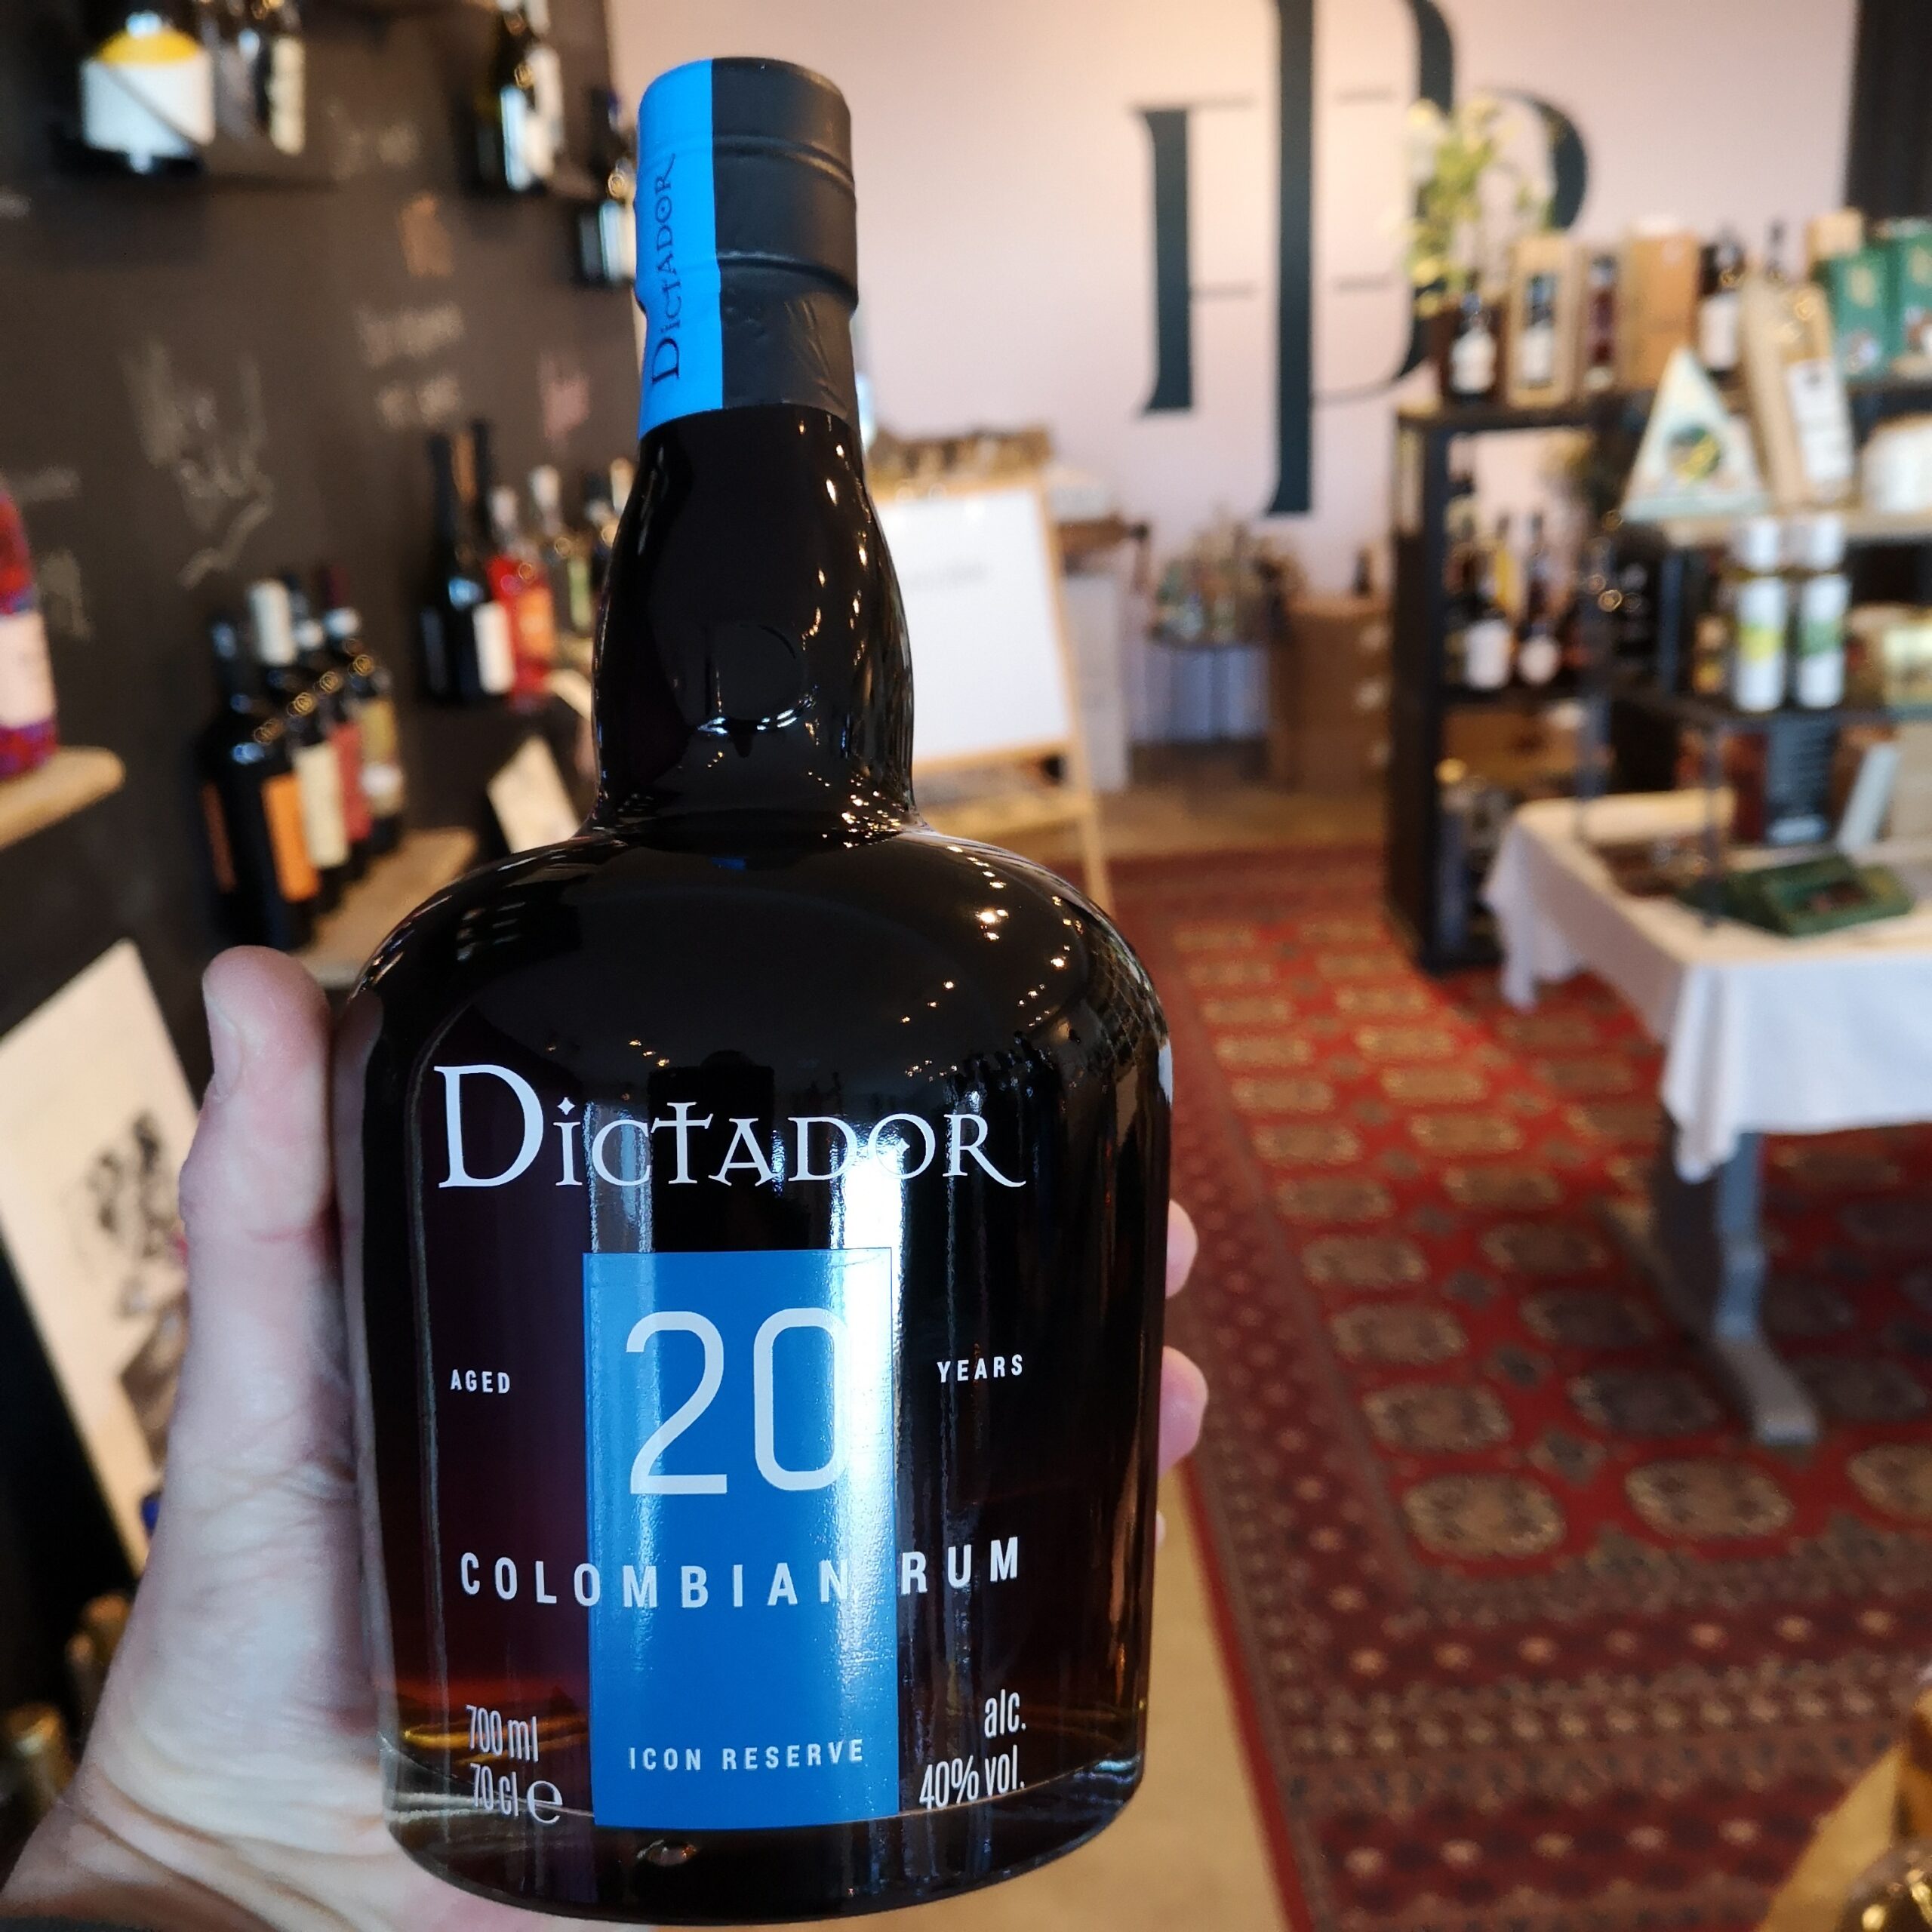 DICTADOR
DICTADOR
AGED 20 YEARS
COLOMBIAN RUM
700 ml
70 cl e
ICON RESERVE
alc.
40% vol.